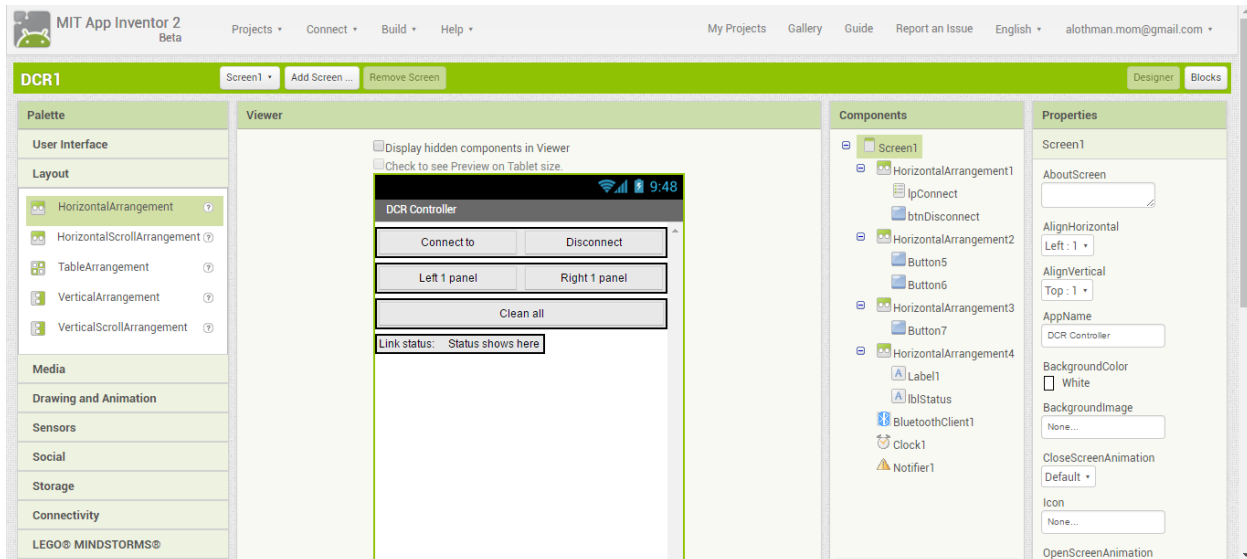 MIT App Inventor 2
Beta
Projects Connect Build Help
My Projects Gallery Guide Report an Issue English alothman.mom@gmail.com
DCR1
Screen1 Add Screen ... Remove Screen
Designer Blocks
Palette
User Interface
Layout
HorizontalArrangement ?
HorizontalScrollArrangement ?
TableArrangement ?
VerticalArrangement ?
VerticalScrollArrangement ?
Media
Drawing and Animation
Sensors
Social
Storage
Connectivity
LEGO® MINDSTORMS®
Viewer
Display hidden components in Viewer
Check to see Preview on Tablet size.
9:48
DCR Controller
Connect to Disconnect
Left 1 panel Right 1 panel
Clean all
Link status: Status shows here
Components
Screen1
HorizontalArrangement1
lpConnect
btnDisconnect
HorizontalArrangement2
Button5
Button6
HorizontalArrangement3
Button7
HorizontalArrangement4
A Label1
A lblStatus
BluetoothClient1
Clock1
Notifier1
Properties
Screen1
AboutScreen
AlignHorizontal
Left : 1
AlignVertical
Top : 1
AppName
DCR Controller
BackgroundColor
White
BackgroundImage
None...
CloseScreenAnimation
Default
Icon
None...
OpenScreenAnimation